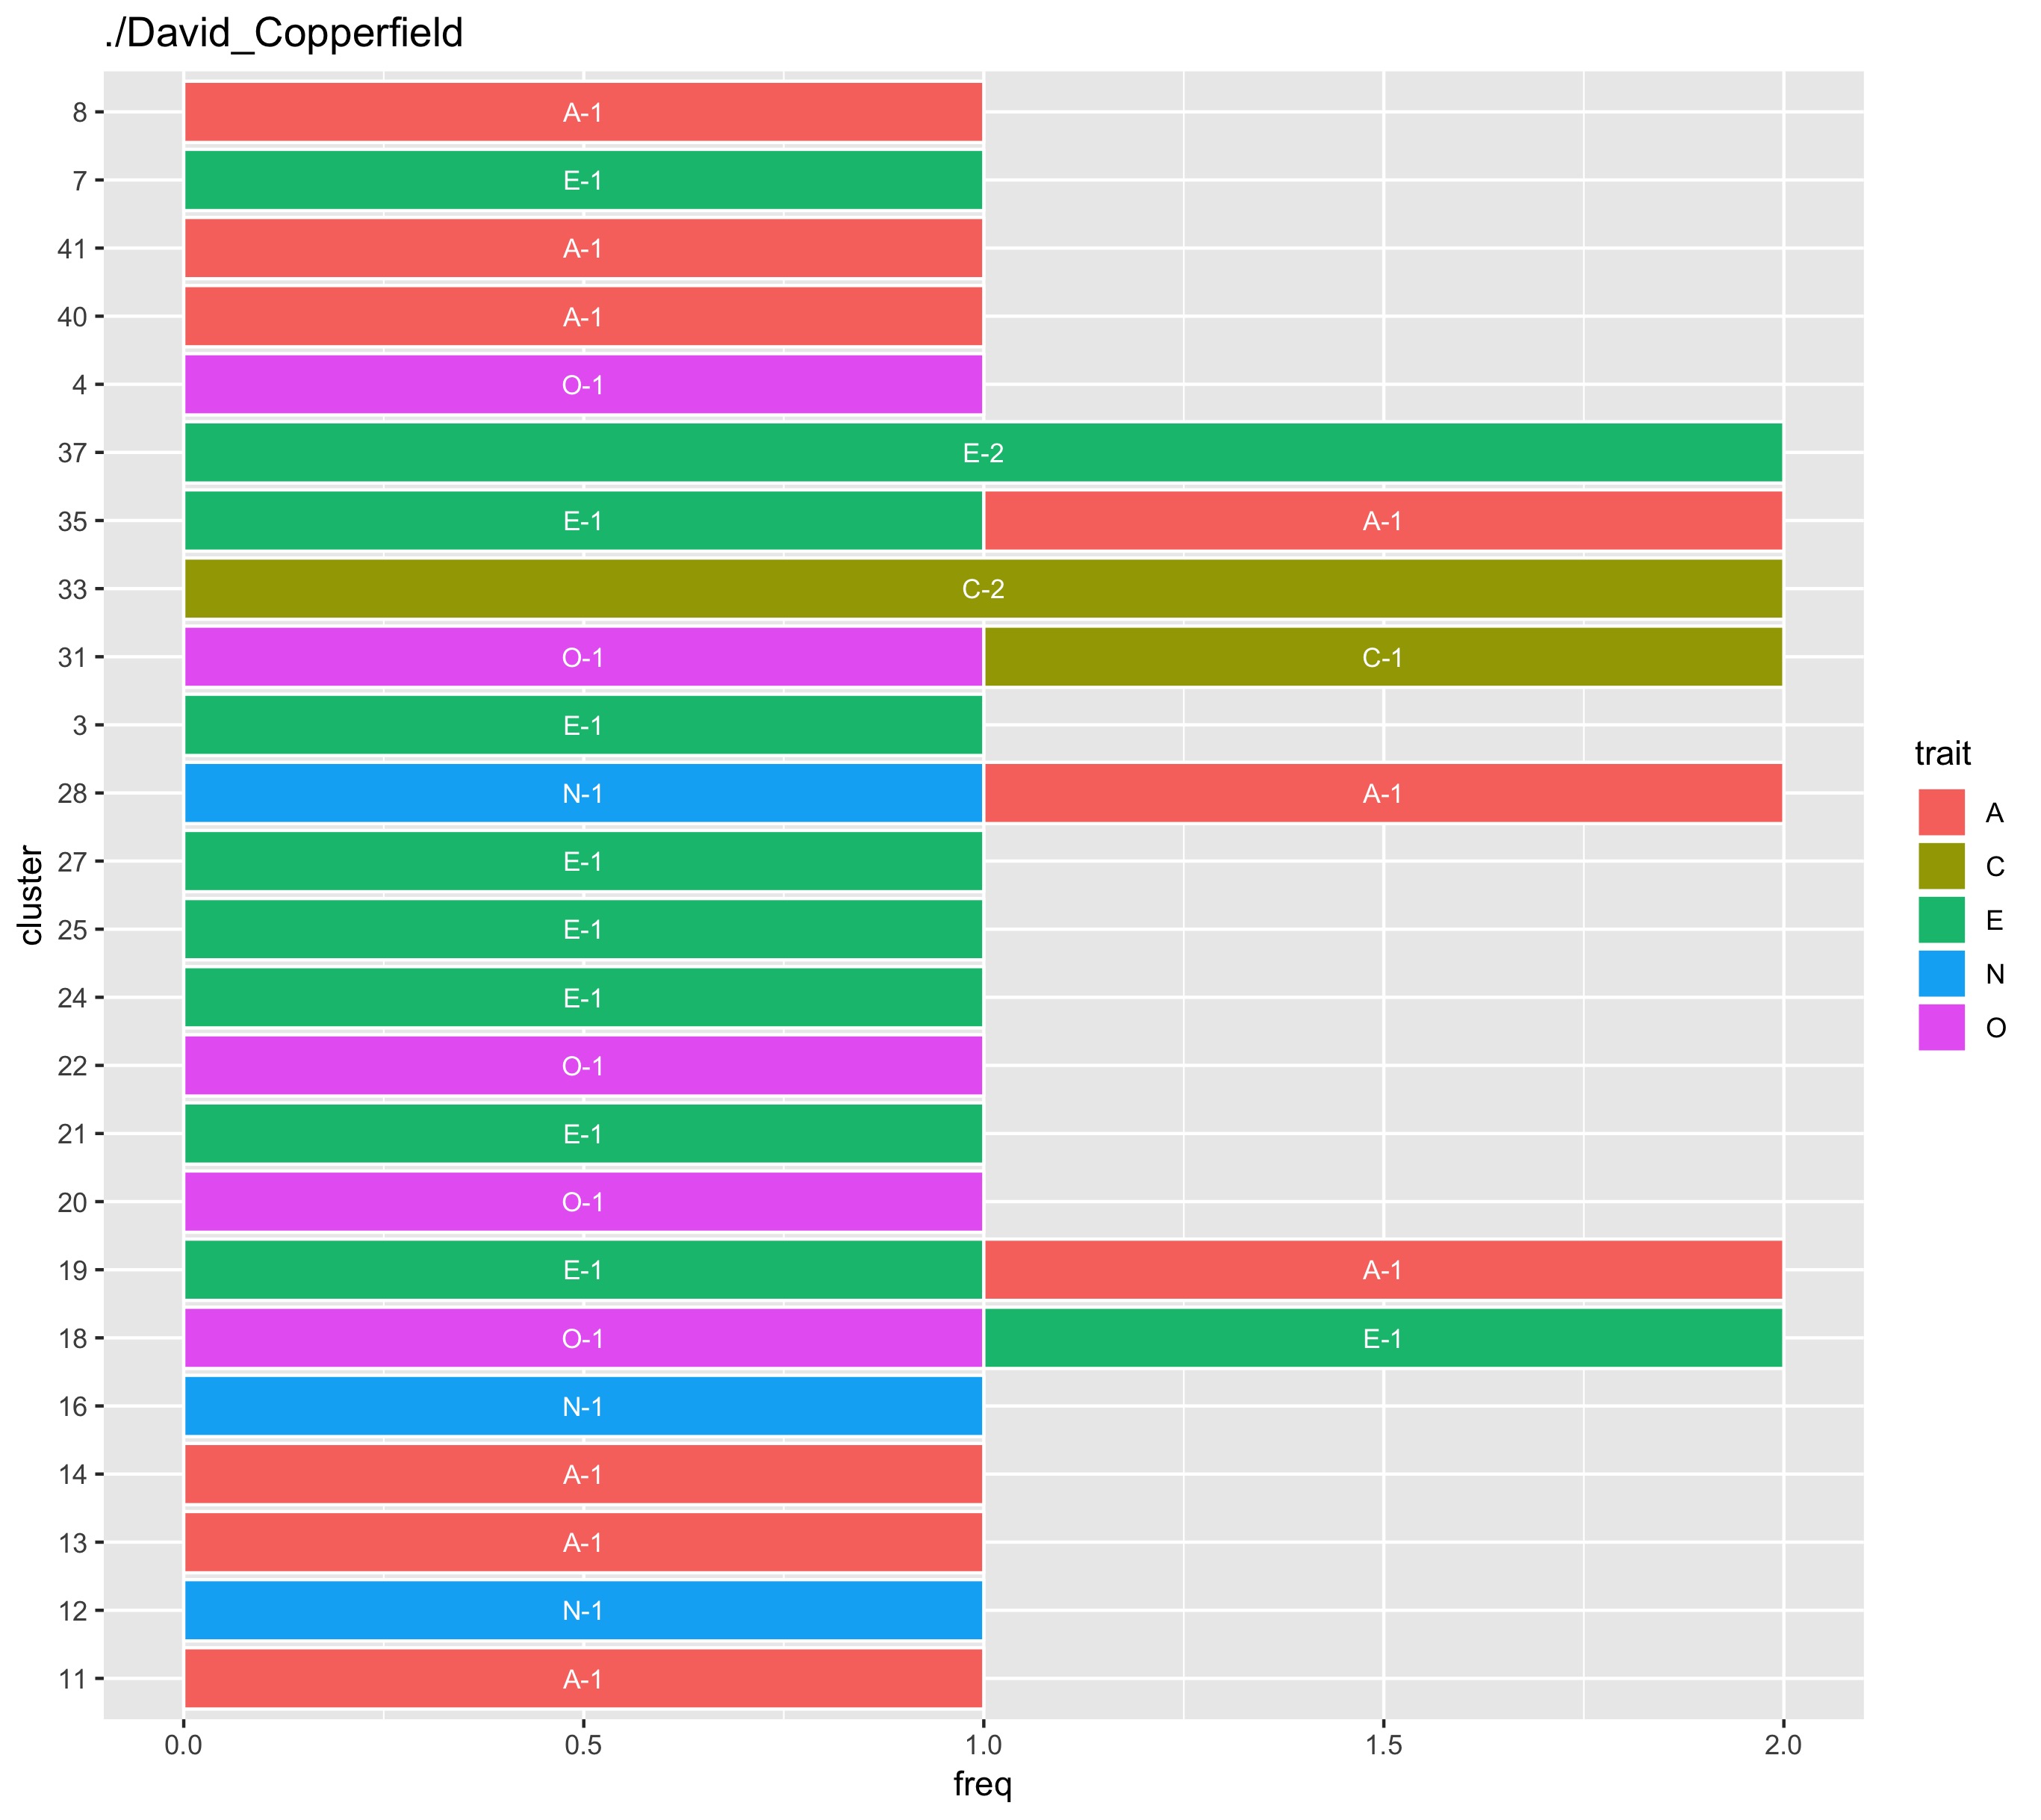 ./David_Copperfield
8 A-1
7 E-1
41 A-1
40 A-1
4 O-1
37 E-2
35 E-1 A-1
33 C-2
31 O-1 C-1
3 E-1
28 N-1 A-1
27 E-1
25 E-1
24 E-1
22 O-1
21 E-1
20 O-1
19 E-1 A-1
18 O-1 E-1
16 N-1
14 A-1
13 A-1
12 N-1
11 A-1
cluster
0.0 0.5 1.0 1.5 2.0
freq
trait
A
C
E
N
O